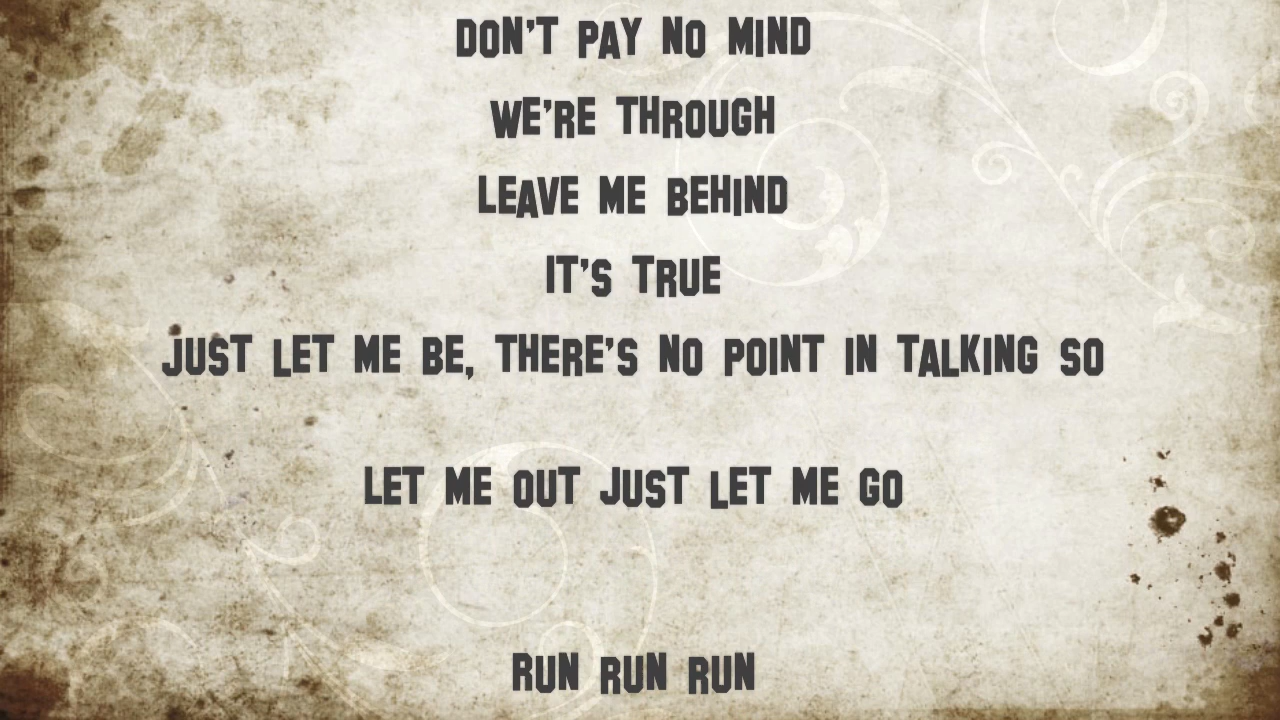 DON'T PAY NO MIND
WE'RE THROUGH
LEAVE ME BEHIND
IT'S TRUE
JUST LET ME BE, THERE'S NO POINT IN TALKING SO
LET ME OUT JUST LET ME GO
RUN RUN RUN